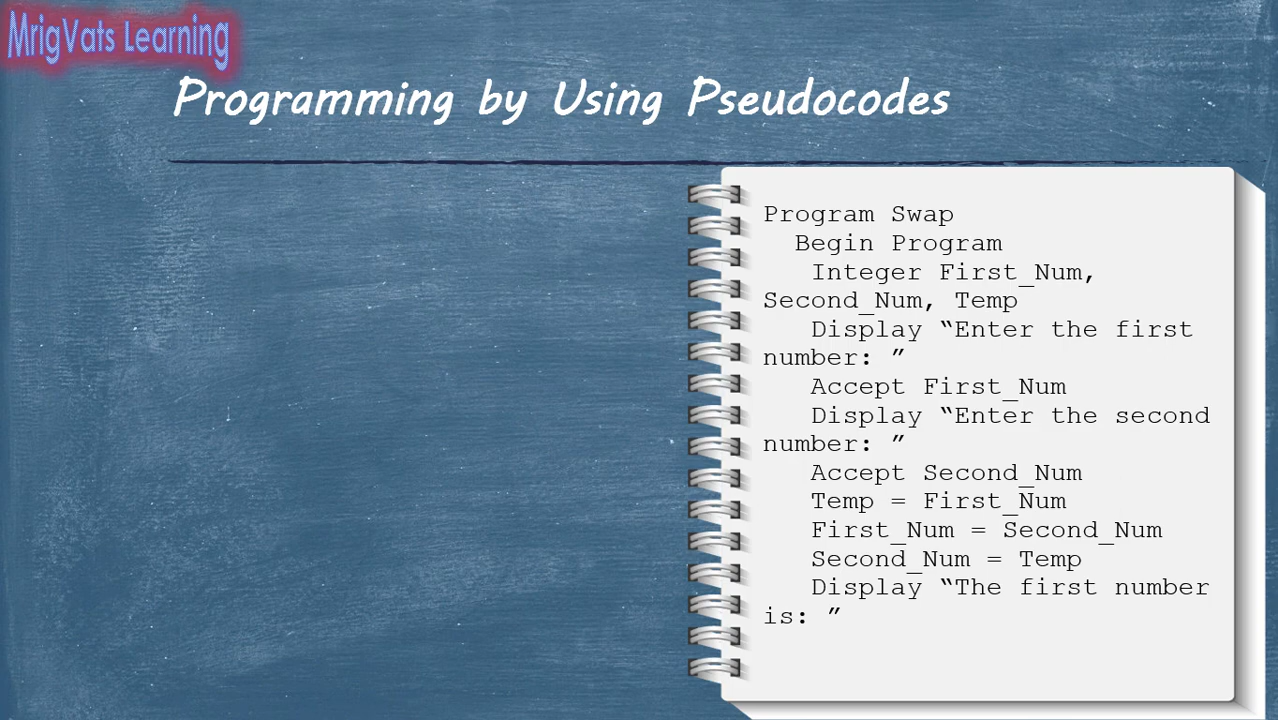 MrigVats Learning
Programming by Using Pseudocodes
Program Swap
Begin Program
Integer First_Num,
Second_Num, Temp
Display “Enter the first
number: ”
Accept First_Num
Display “Enter the second
number: ”
Accept Second_Num
Temp = First_Num
First_Num = Second_Num
Second_Num = Temp
Display “The first number
is: ”